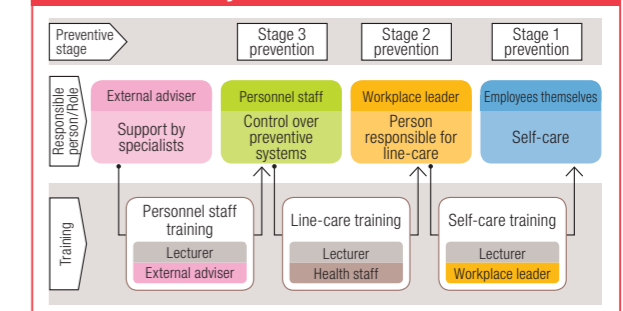 Preventive
stage
Stage 3
prevention
Stage 2
prevention
Stage 1
prevention
Responsible
person/Role
External adviser
Support by
specialists
Personnel staff
Control over
preventive
systems
Workplace leader
Person
responsible for
line-care
Employees themselves
Self-care
Training
Personnel staff
training
Lecturer
External adviser
Line-care training
Lecturer
Health staff
Self-care training
Lecturer
Workplace leader